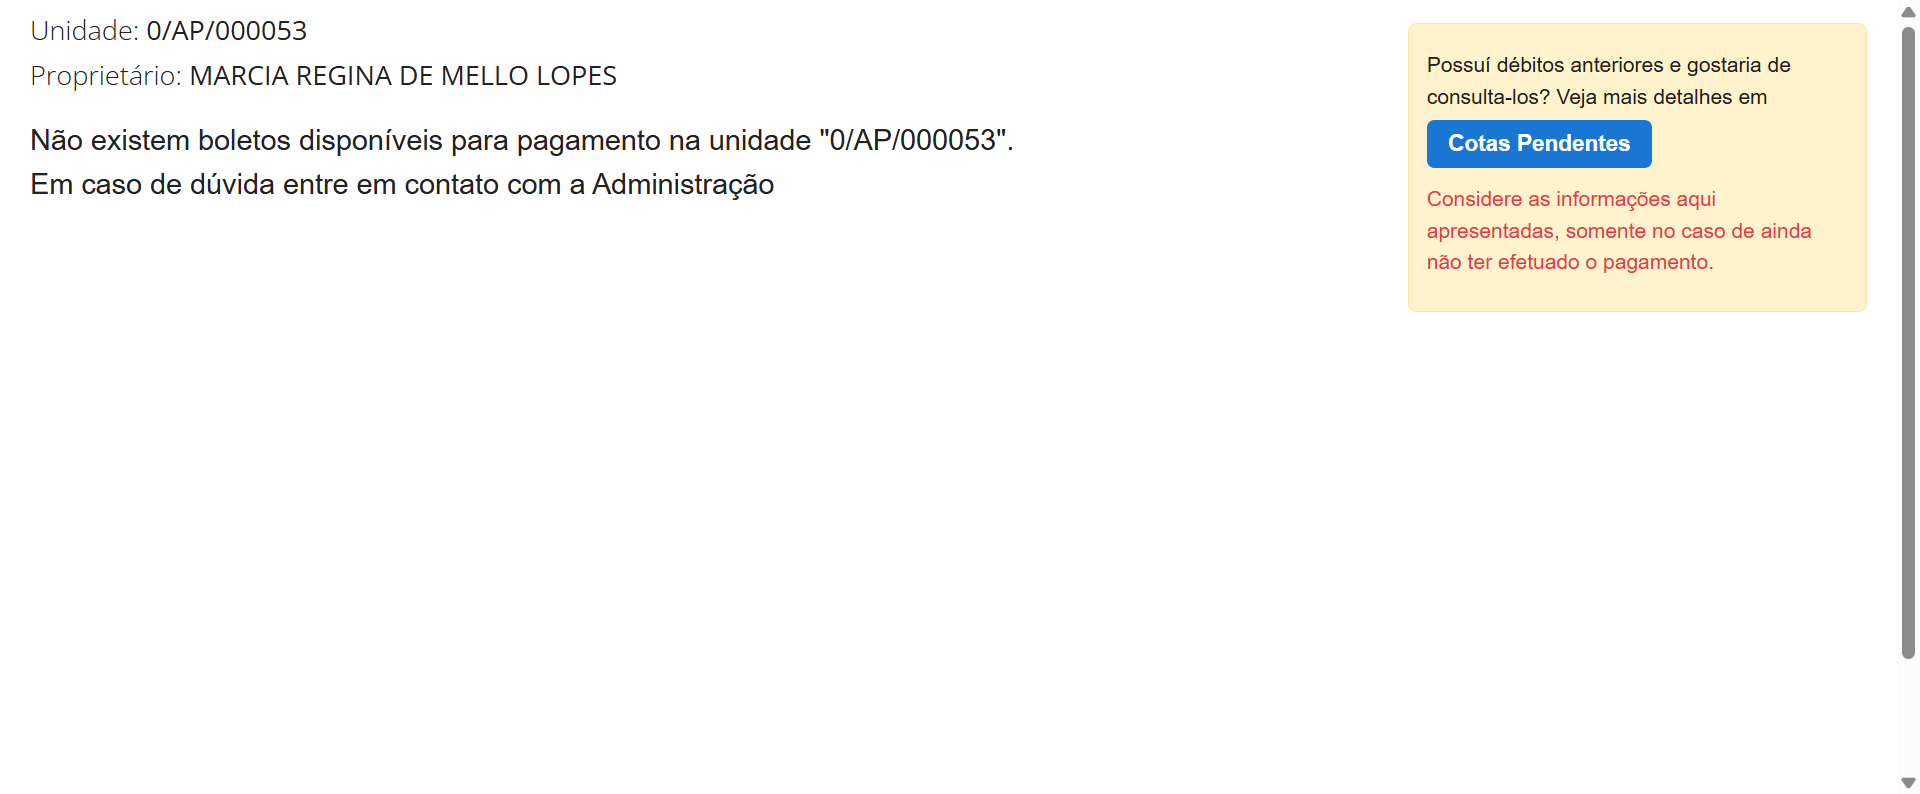 Unidade: 0/AP/000053
Proprietário: MARCIA REGINA DE MELLO LOPES
Não existem boletos disponíveis para pagamento na unidade "0/AP/000053".
Em caso de dúvida entre em contato com a Administração
Possuí débitos anteriores e gostaria de
consulta-los? Veja mais detalhes em
Cotas Pendentes
Considere as informações aqui
apresentadas, somente no caso de ainda
não ter efetuado o pagamento.